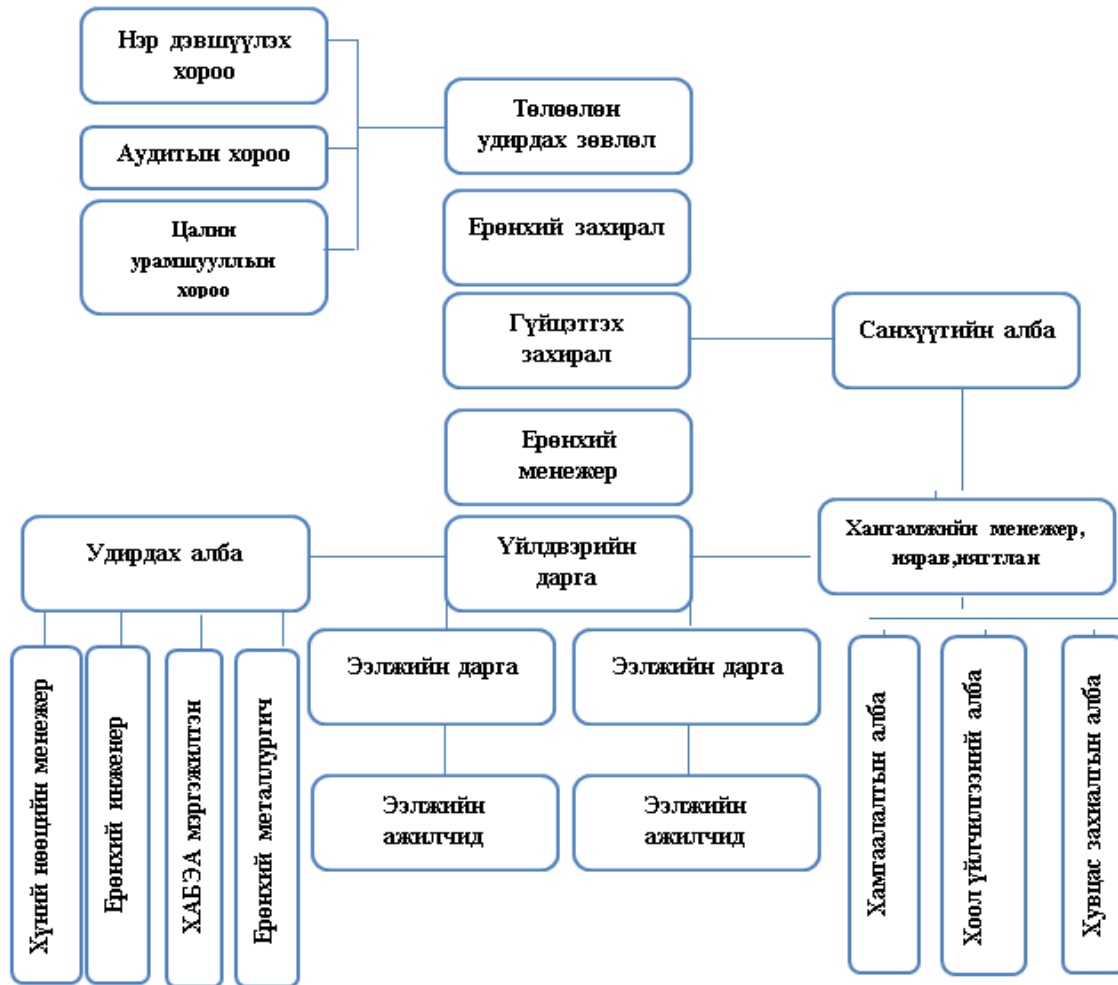 Нэр дэвшүүлэх
хороо
Төлөөлөн
удирдах зөвлөл
Аудитын хороо
Цалин
урамшууллын
хороо
Ерөнхий захирал
Гүйцэтгэх
захирал
Санхүүгийн алба
Ерөнхий
менежер
Удирдах алба
Үйлдвэрийн
дарга
Хангамжийн менежер,
нярав,нягтлан
Ээлжийн дарга
Ээлжийн дарга
Ээлжийн
ажилчид
Ээлжийн
ажилчид
Хүний нөөцийн менежер
Ерөнхий инженер
ХАБЭА мэргэжилтэн
Ерөнхий металлургич
Хамгаалалтын алба
Хоол үйлчилгээний алба
Хувцас захиалгын алба